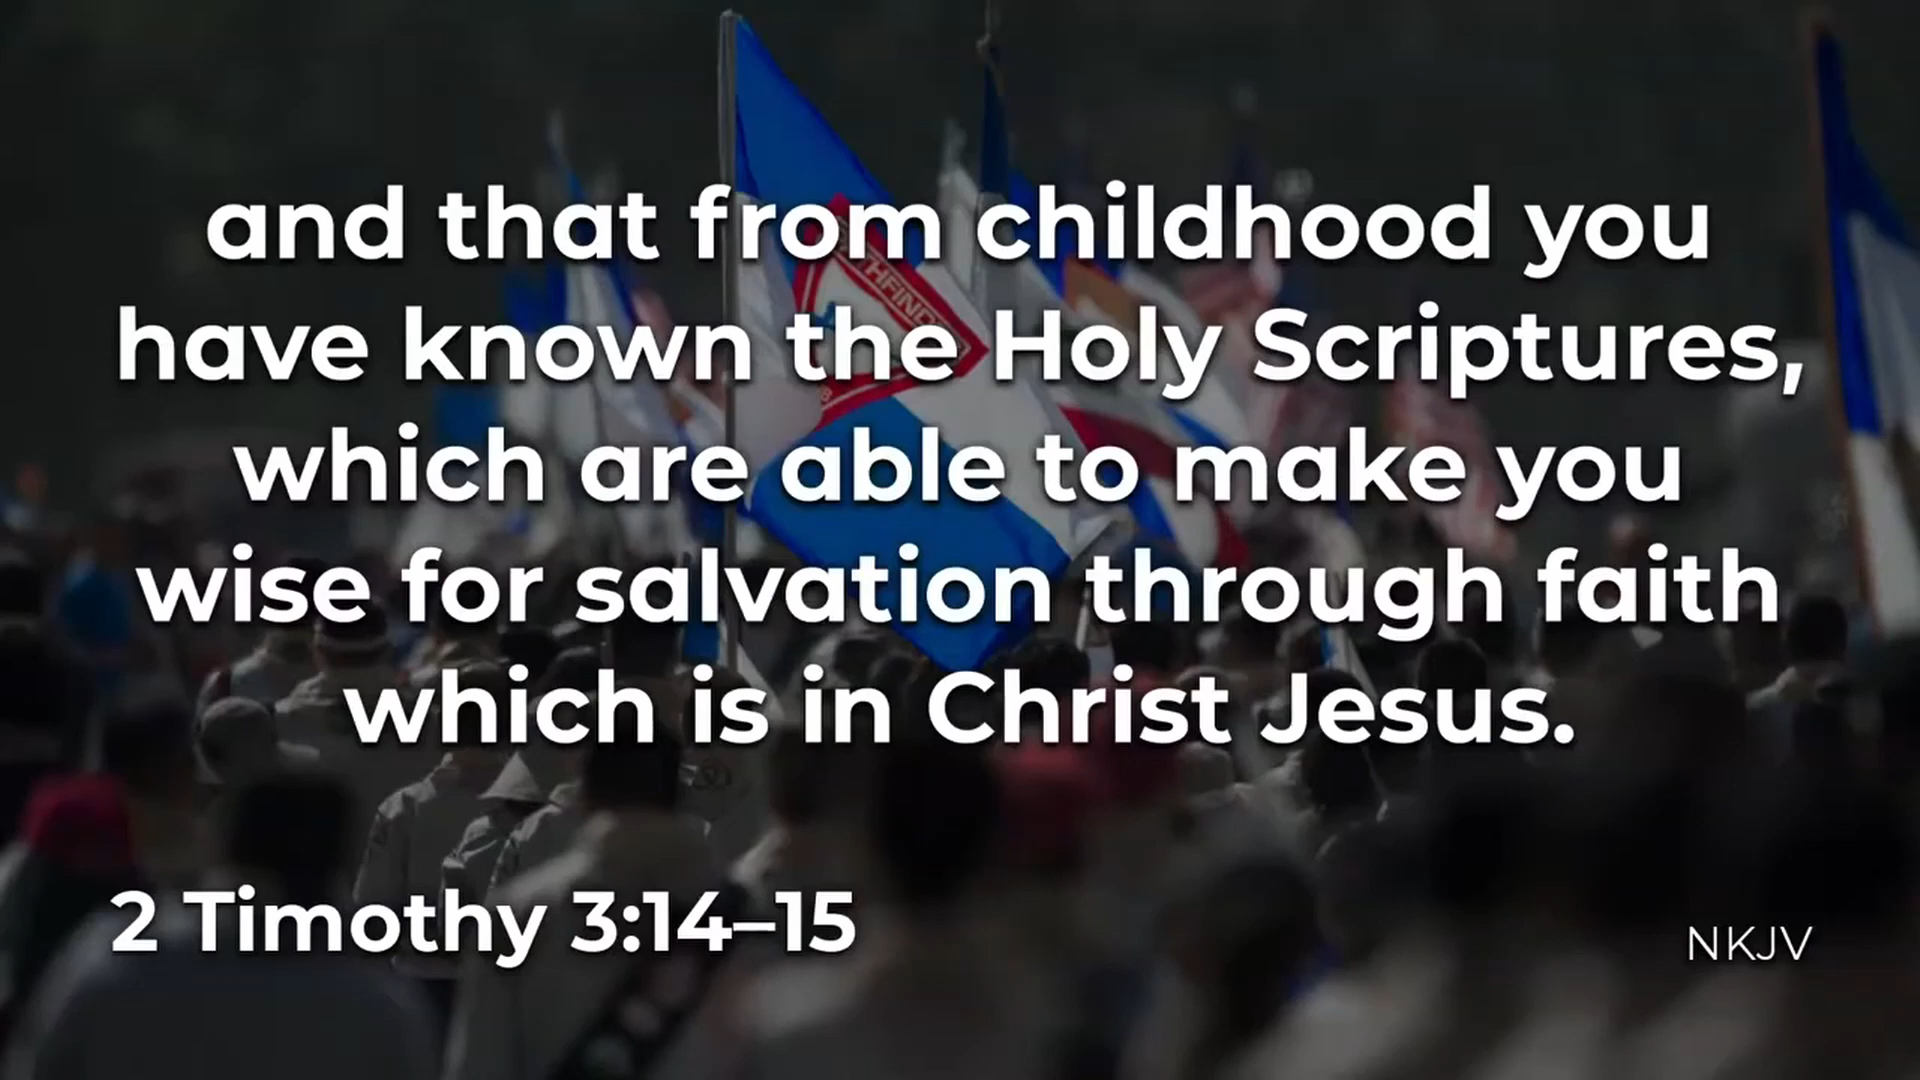 and that from childhood you
have known the Holy Scriptures,
which are able to make you
wise for salvation through faith
which is in Christ Jesus.
2 Timothy 3:14–15
NKJV